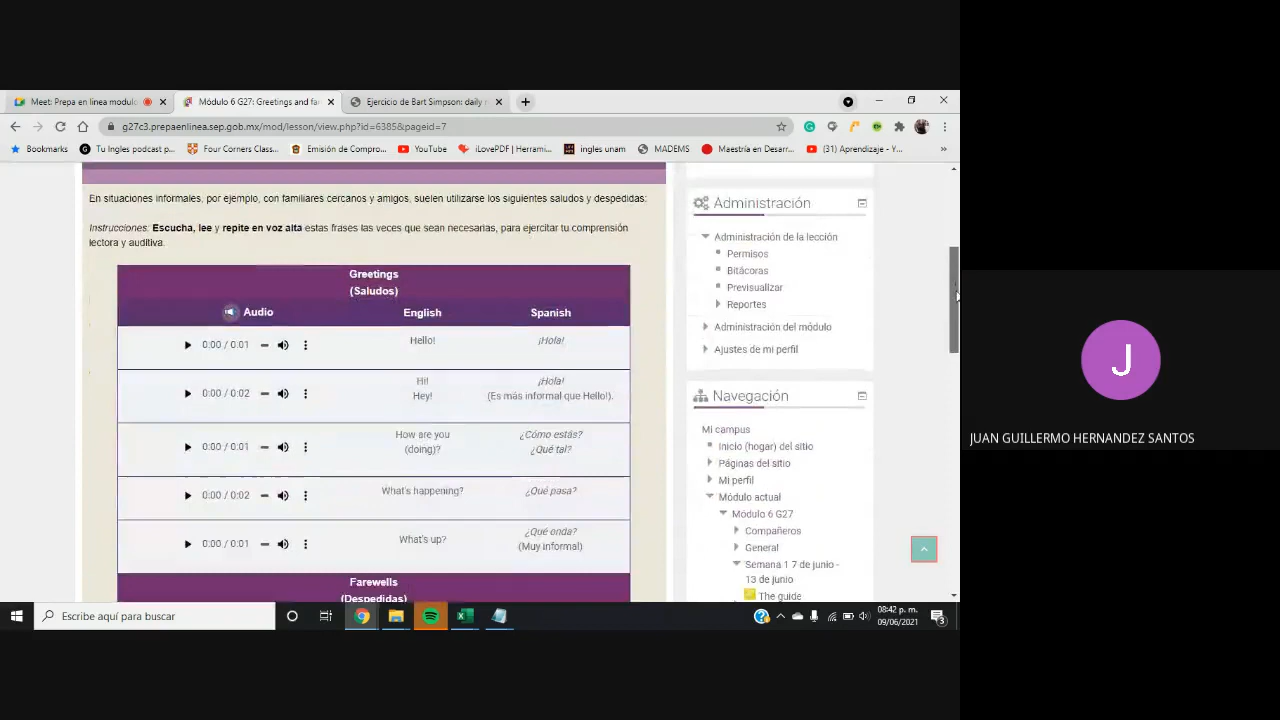 Meet: Prepa en linea modulo
Módulo 6 G27: Greetings and fa
Ejercicio de Bart Simpson: daily r
g27c3.prepaenlinea.sep.gob.mx/mod/lesson/view.php?id=6385&pageid=7
Bookmarks
Tu Ingles podcast p...
Four Corners Class...
Emisión de Compro...
YouTube
iLovePDF | Herrami...
ingles unam
MADEMS
Maestría en Desarr...
(31) Aprendizaje - Y...
»
En situaciones informales, por ejemplo, con familiares cercanos y amigos, suelen utilizarse los siguientes saludos y despedidas:
Instrucciones: Escucha, lee y repite en voz alta estas frases las veces que sean necesarias, para ejercitar tu comprensión
lectora y auditiva.
Greetings
(Saludos)
Audio English Spanish
0:00 / 0:01 Hello! ¡Hola!
0:00 / 0:02 Hi! ¡Hola!
Hey! (Es más informal que Hello!).
0:00 / 0:01 How are you ¿Cómo estás?
(doing)? ¿Qué tal?
0:00 / 0:02 What's happening? ¿Qué pasa?
0:00 / 0:01 What's up? ¿Qué onda?
(Muy informal)
Farewells
(Despedidas)
Administración
Administración de la lección
Permisos
Bitácoras
Previsualizar
Reportes
Administración del módulo
Ajustes de mi perfil
Navegación
Mi campus
Inicio (hogar) del sitio
Páginas del sitio
Mi perfil
Módulo actual
Módulo 6 G27
Compañeros
General
Semana 1 7 de junio -
13 de junio
The guide
J
JUAN GUILLERMO HERNANDEZ SANTOS
Escribe aquí para buscar
08:42 p. m.
09/06/2021
3